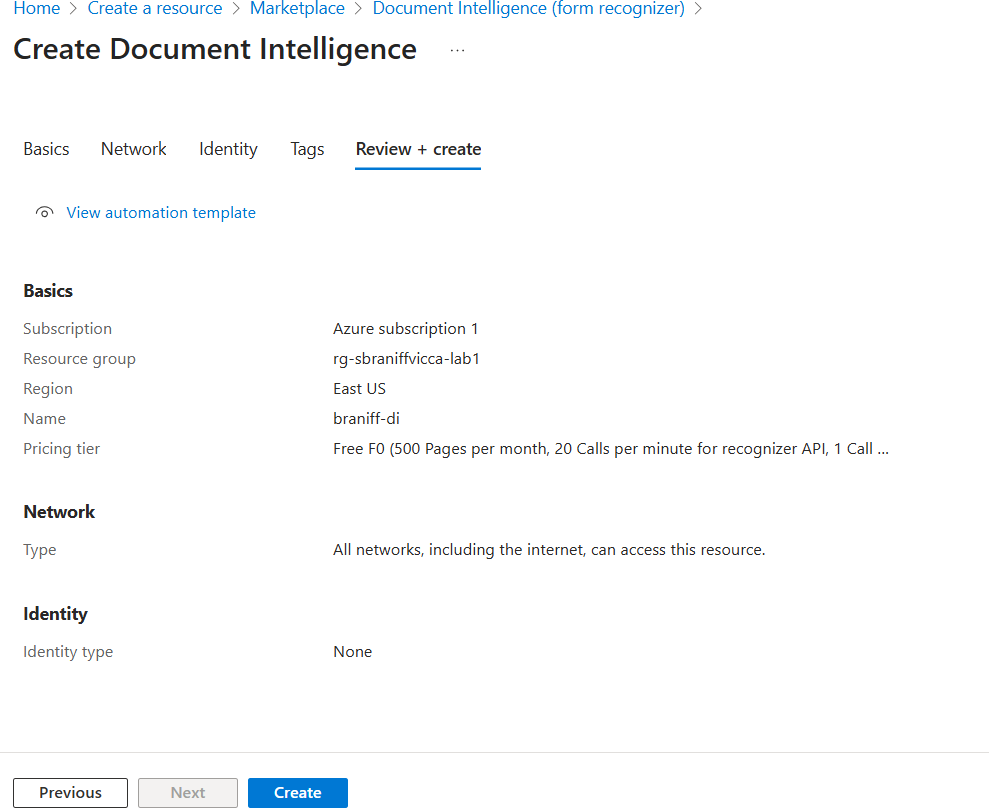 Home > Create a resource > Marketplace > Document Intelligence (form recognizer) >
Create Document Intelligence ...
Basics Network Identity Tags Review + create
View automation template
Basics
Subscription Azure subscription 1
Resource group rg-sbraniffvicca-lab1
Region East US
Name braniff-di
Pricing tier Free F0 (500 Pages per month, 20 Calls per minute for recognizer API, 1 Call ...
Network
Type All networks, including the internet, can access this resource.
Identity
Identity type None
Previous Next Create